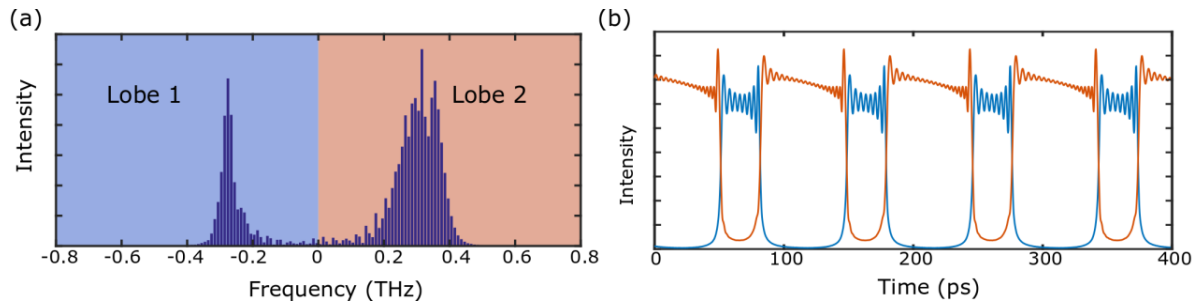 (a)
Intensity
Lobe 1
Lobe 2
-0.8 -0.6 -0.4 -0.2 0 0.2 0.4 0.6 0.8
Frequency (THz)
(b)
Intensity
0 100 200 300 400
Time (ps)